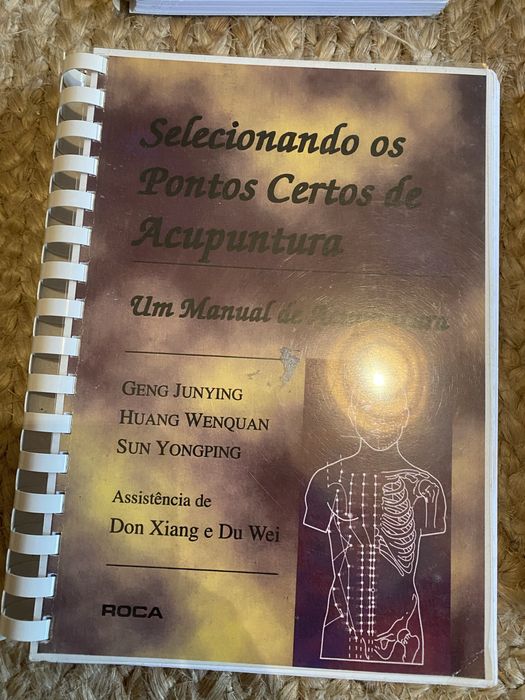 Selecionando os
Pontos Certos de
Acupuntura
Um Manual de Acupuntura
GENG JUNYING
HUANG WENQUAN
SUN YONGPING
Assistência de
Don Xiang e Du Wei
ROCA